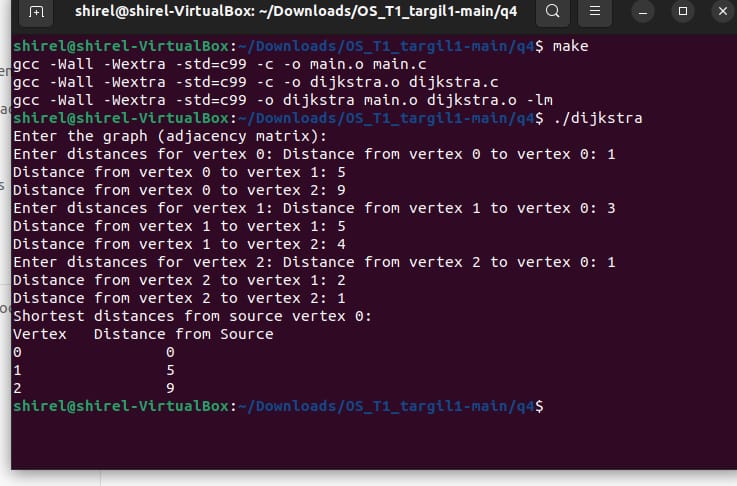 shirel@shirel-VirtualBox: ~/Downloads/OS_T1_targil1-main/q4
shirel@shirel-VirtualBox:~/Downloads/OS_T1_targil1-main/q4$ make
gcc -Wall -Wextra -std=c99 -c -o main.o main.c
gcc -Wall -Wextra -std=c99 -c -o dijkstra.o dijkstra.c
gcc -Wall -Wextra -std=c99 -o dijkstra main.o dijkstra.o -lm
shirel@shirel-VirtualBox:~/Downloads/OS_T1_targil1-main/q4$ ./dijkstra
Enter the graph (adjacency matrix):
Enter distances for vertex 0: Distance from vertex 0 to vertex 0: 1
Distance from vertex 0 to vertex 1: 5
Distance from vertex 0 to vertex 2: 9
Enter distances for vertex 1: Distance from vertex 1 to vertex 0: 3
Distance from vertex 1 to vertex 1: 5
Distance from vertex 1 to vertex 2: 4
Enter distances for vertex 2: Distance from vertex 2 to vertex 0: 1
Distance from vertex 2 to vertex 1: 2
Distance from vertex 2 to vertex 2: 1
Shortest distances from source vertex 0:
Vertex   Distance from Source
0                 0
1                 5
2                 9
shirel@shirel-VirtualBox:~/Downloads/OS_T1_targil1-main/q4$